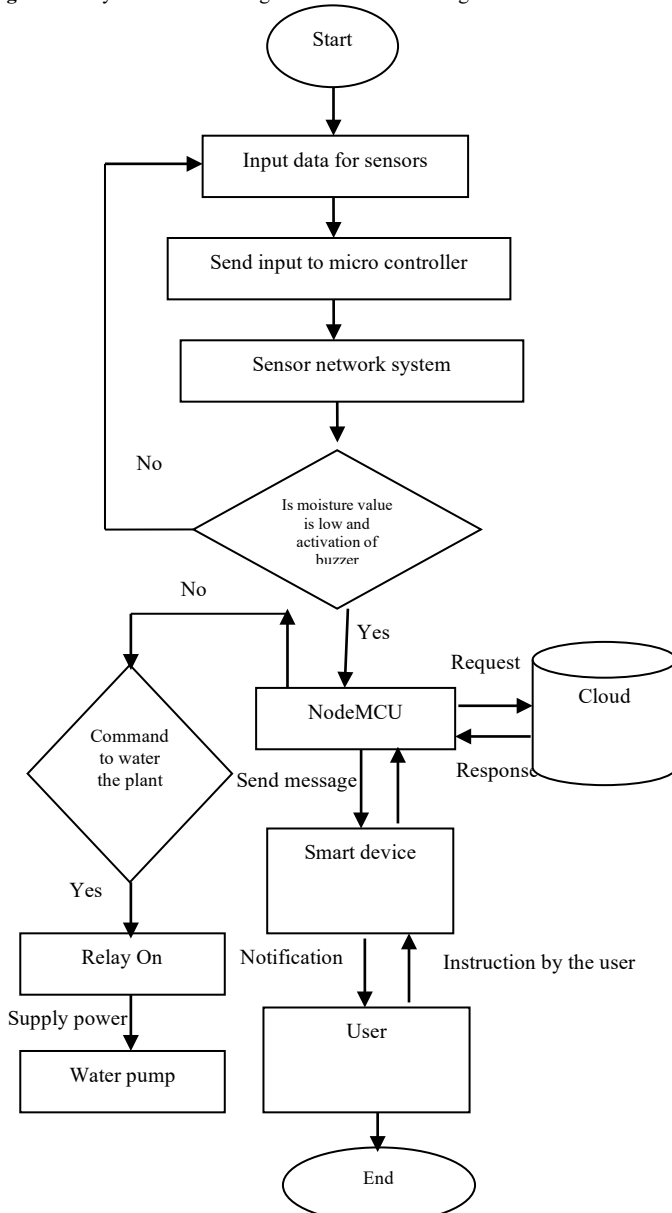 Start
Input data for sensors
Send input to micro controller
Sensor network system
No
Is moisture value
is low and
activation of
buzzer
No
Yes
Request
Cloud
NodeMCU
Command
to water
the plant
Response
Send message
Smart device
Yes
Relay On
Notification
Instruction by the user
Supply power
User
Water pump
End